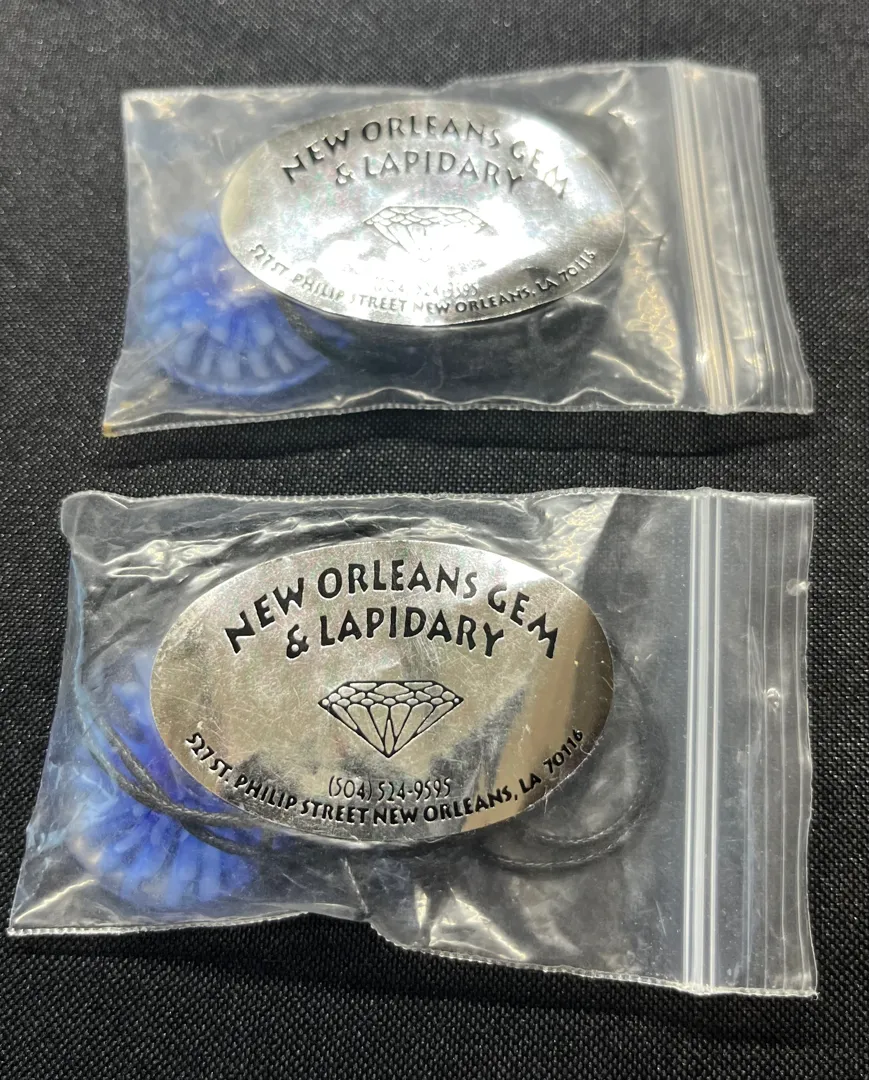 NEW ORLEANS GEM
& LAPIDARY
527 ST. PHILIP STREET NEW ORLEANS, LA 70116
NEW ORLEANS GEM
& LAPIDARY
(504) 524-9595
527 ST. PHILIP STREET NEW ORLEANS, LA 70116